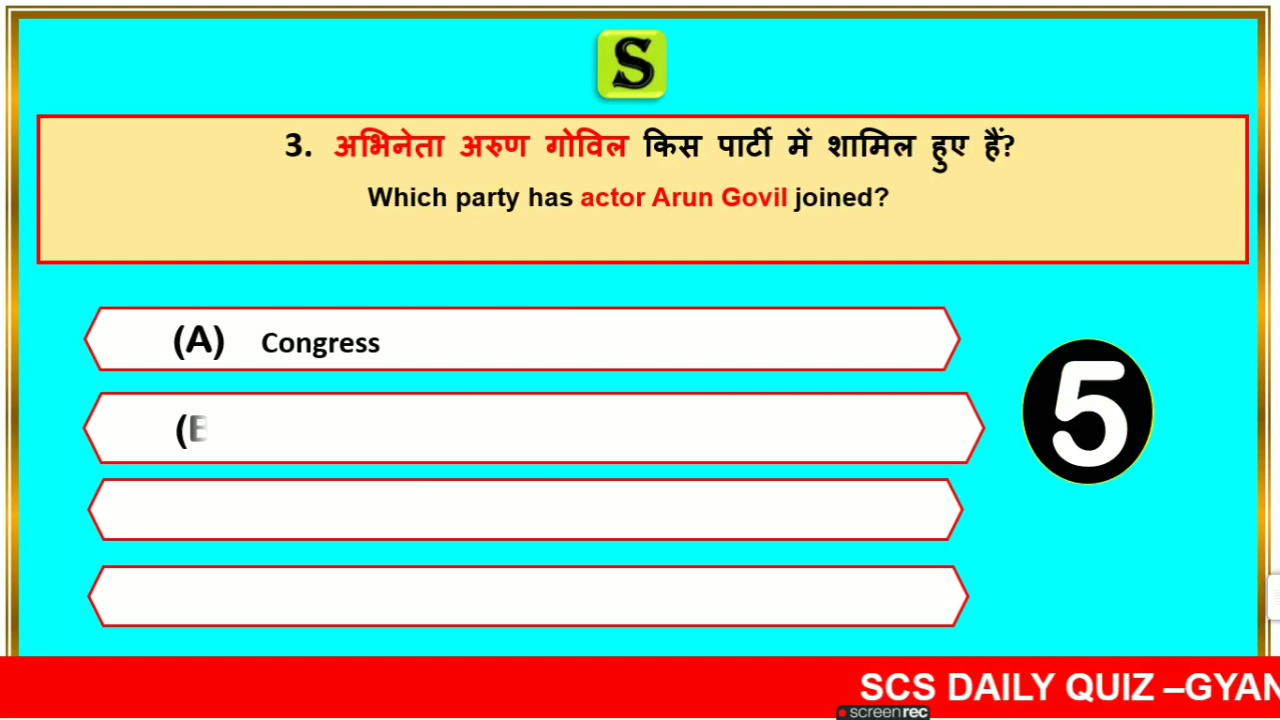 S
3. अभिनेता अरुण गोविल किस पार्टी में शामिल हुए हैं?
Which party has actor Arun Govil joined?
(A) Congress
(B
5
SCS DAILY QUIZ –GYAN
screenrec